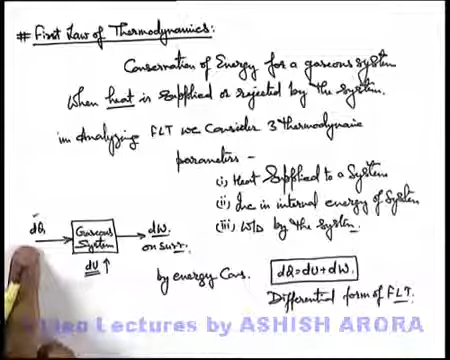 # First Law of Thermodynamics:
Conservation of Energy for a gaseous system
When heat is supplied or rejected by the system.
in Analyzing FLT we Consider 3 thermodynamic
parameters -
(i) Heat Supplied to a System
(ii) Inc in internal energy of System
(iii) W/D by the System.
dQ
Gaseous
System
dW
on surr.
dU ↑
by energy Cons.
dQ = dU + dW
Differential form of FLT.
Lectures by ASHISH ARORA